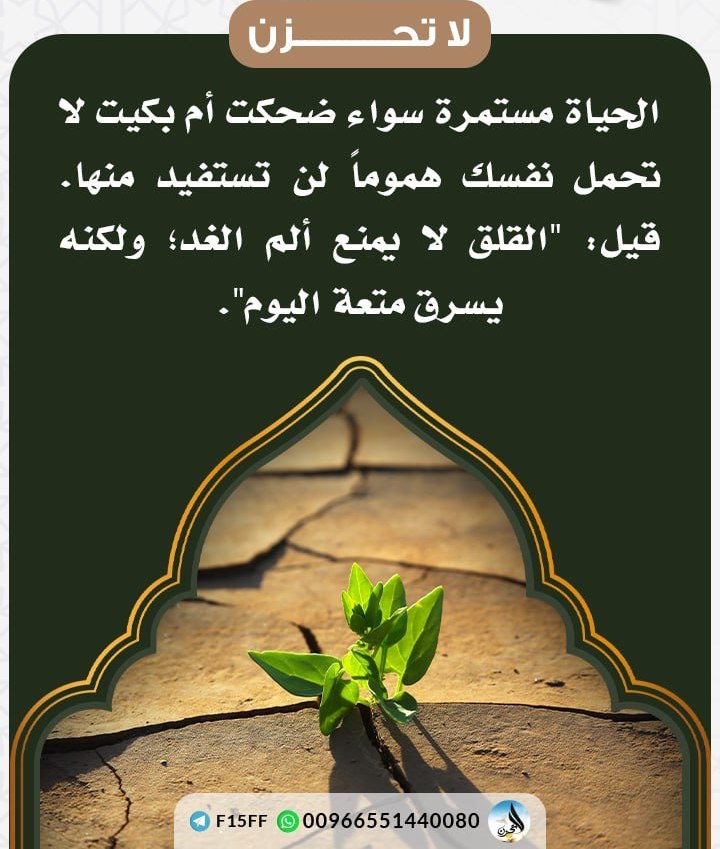 لا تحـــــزن
الحياة مستمرة سواء ضحكت أم بكيت لا
تحمل نفسك هموماً لن تستفيد منها.
قيل: "القلق لا يمنع ألم الغد؛ ولكنه
يسرق متعة اليوم".
F15FF 00966551440080